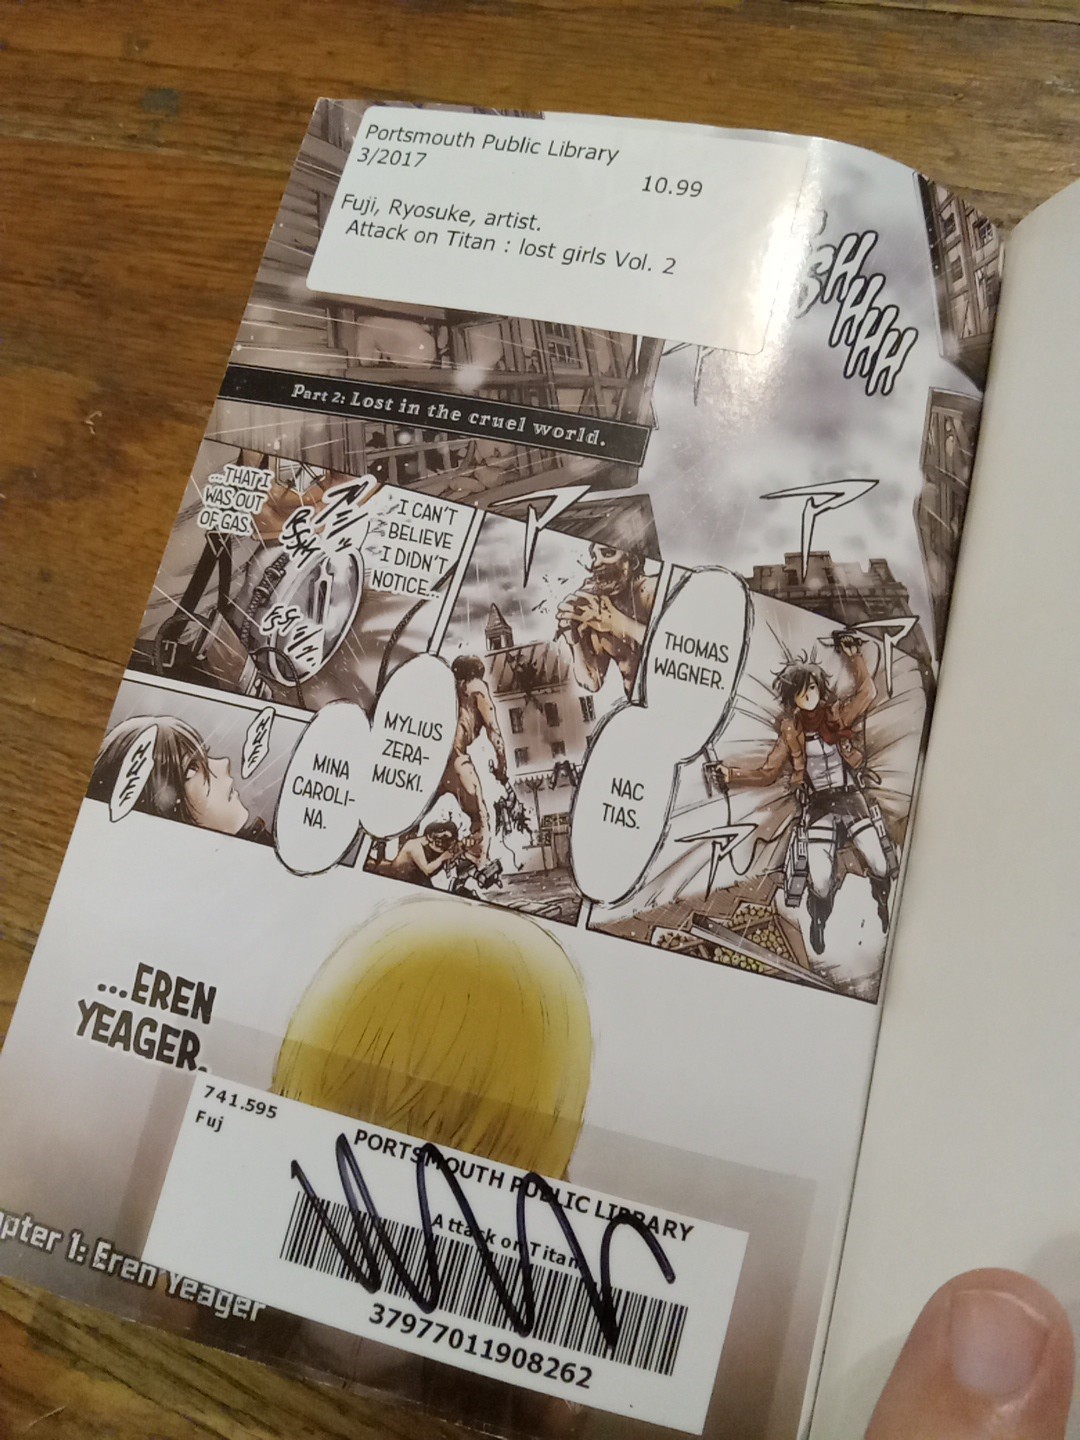 Portsmouth Public Library
3/2017
10.99
Fuji, Ryosuke, artist.
Attack on Titan : lost girls Vol. 2
SHHHHH
Part 2: Lost in the cruel world.
I CAN'T
BELIEVE
I DIDN'T
NOTICE...
...THAT I
WAS OUT
OF GAS.
THOMAS
WAGNER.
NAC
TIAS.
MYLIUS
ZERA-
MUSKI.
MINA
CAROLI-
NA.
HUFF
HUFF
...EREN
YEAGER.
741.595
Fuj
PORTSMOUTH PUBLIC LIBRARY
Attack on Titan
37977011908262
pter 1: Eren Yeager